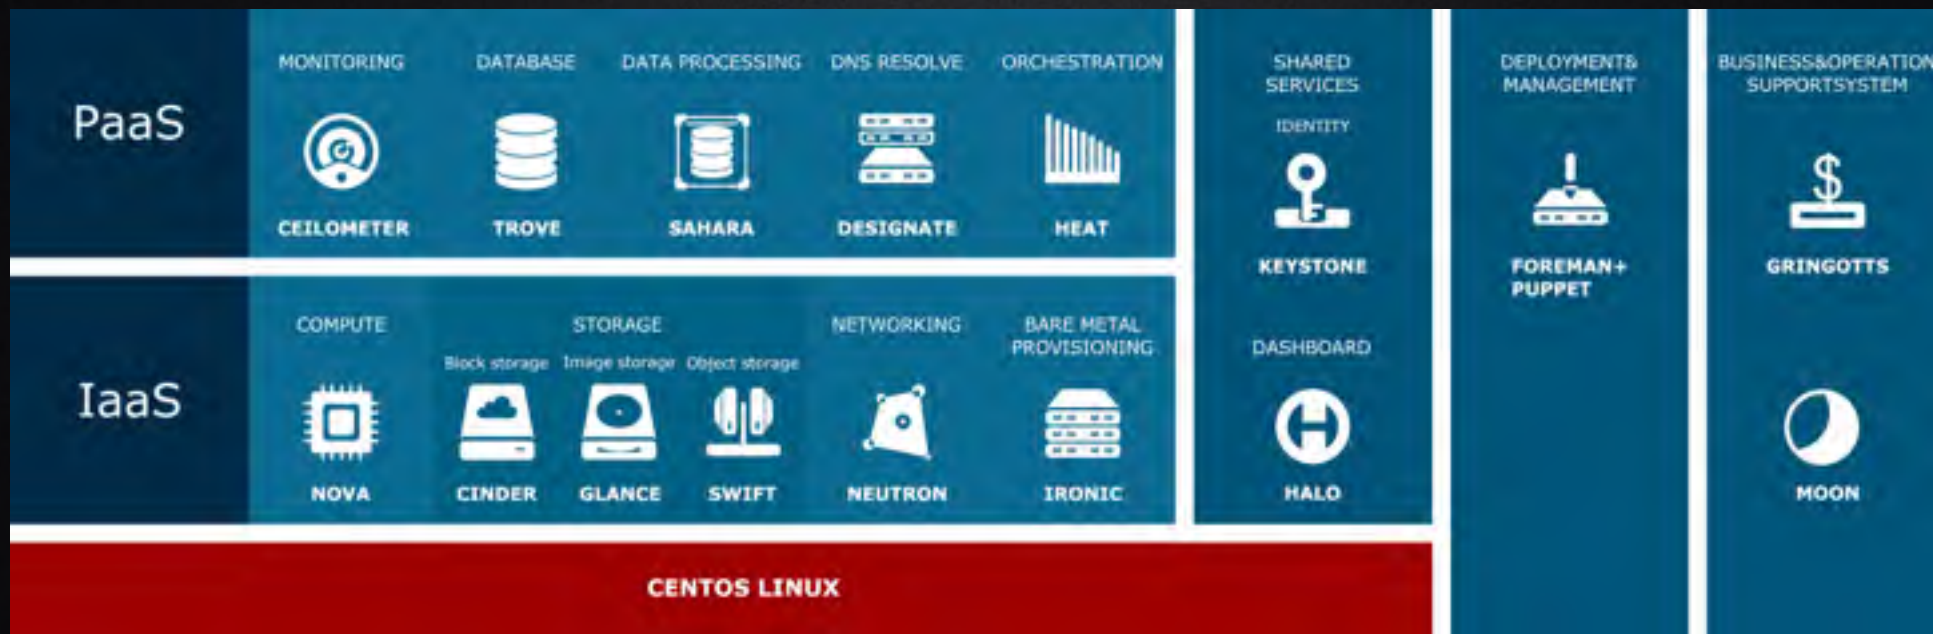 PaaS
MONITORING
CEILOMETER
DATABASE
TROVE
DATA PROCESSING
SAHARA
DNS RESOLVE
DESIGNATE
ORCHESTRATION
HEAT
IaaS
COMPUTE
NOVA
STORAGE
Block storage
CINDER
Image storage
GLANCE
Object storage
SWIFT
NETWORKING
NEUTRON
BARE METAL
PROVISIONING
IRONIC
SHARED
SERVICES
IDENTITY
KEYSTONE
DASHBOARD
HALO
DEPLOYMENT&
MANAGEMENT
FOREMAN+
PUPPET
BUSINESS&OPERATION
SUPPORTSYSTEM
$
GRINGOTTS
MOON
CENTOS LINUX